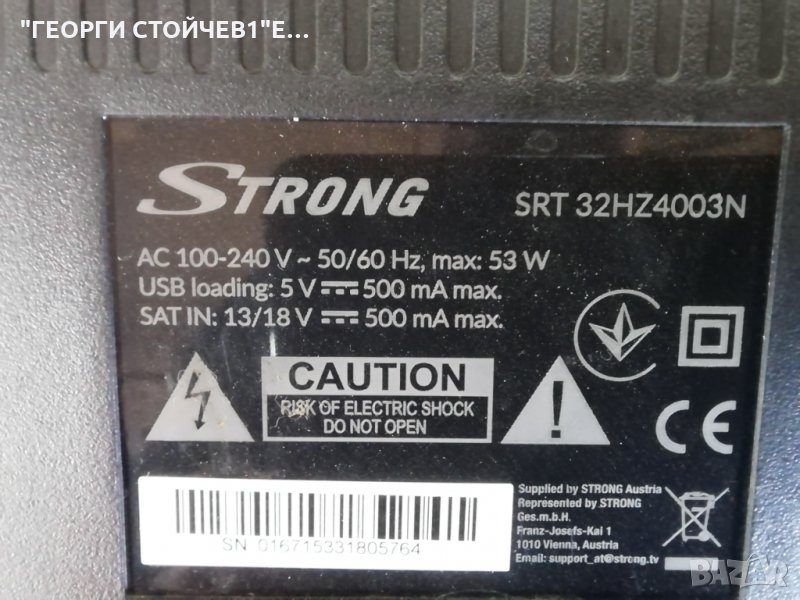 "ГЕОРГИ СТОЙЧЕВ1"Е...
STRONG
SRT 32HZ4003N
AC 100-240 V ~ 50/60 Hz, max: 53 W
USB loading: 5 V 500 mA max.
SAT IN: 13/18 V 500 mA max.
CAUTION
RISK OF ELECTRIC SHOCK
DO NOT OPEN
CE
Supplied by STRONG Austria
Represented by STRONG
Ges.m.b.H.
Franz-Josefs-Kai 1
1010 Vienna, Austria
Email: support_at@strong.tv
SN 016715331805764
BAZAR